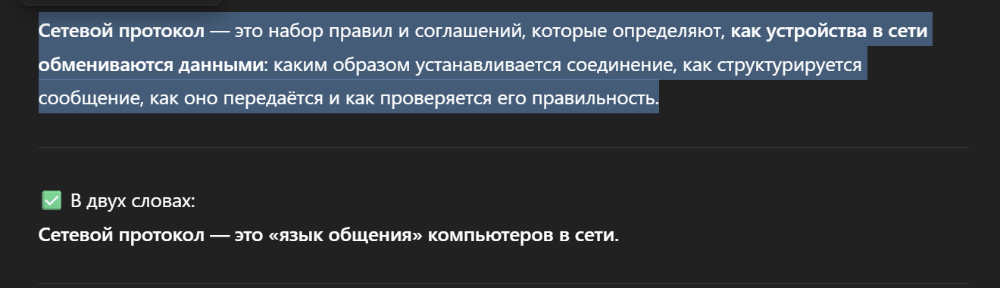 Сетевой протокол — это набор правил и соглашений, которые определяют, как устройства в сети
обмениваются данными: каким образом устанавливается соединение, как структурируется
сообщение, как оно передаётся и как проверяется его правильность.
✅ В двух словах:
Сетевой протокол — это «язык общения» компьютеров в сети.